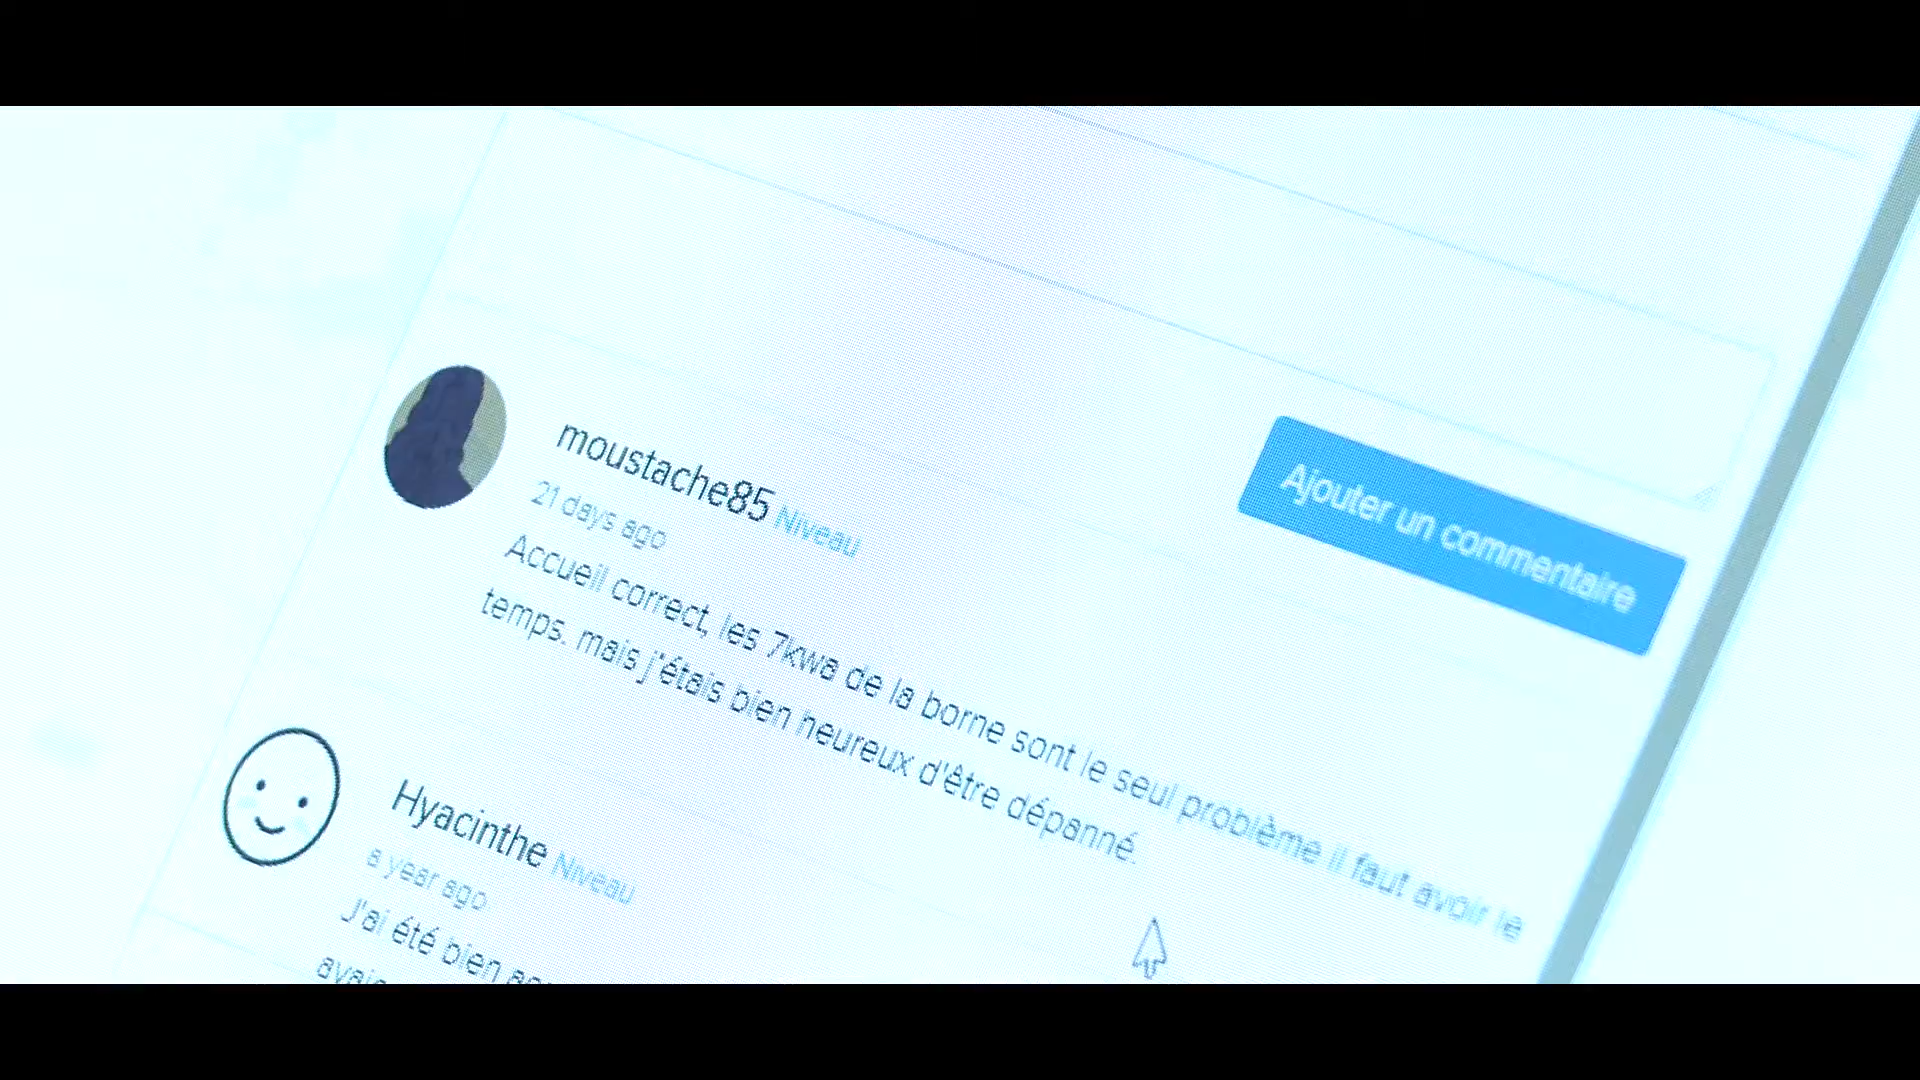 Ajouter un commentaire
moustache85 Niveau
21 days ago
Accueil correct, les 7kwa de la borne sont le seul problème il faut avoir le
temps. mais j'étais bien heureux d'être dépanné.
Hyacinthe Niveau
a year ago
J'ai été bien